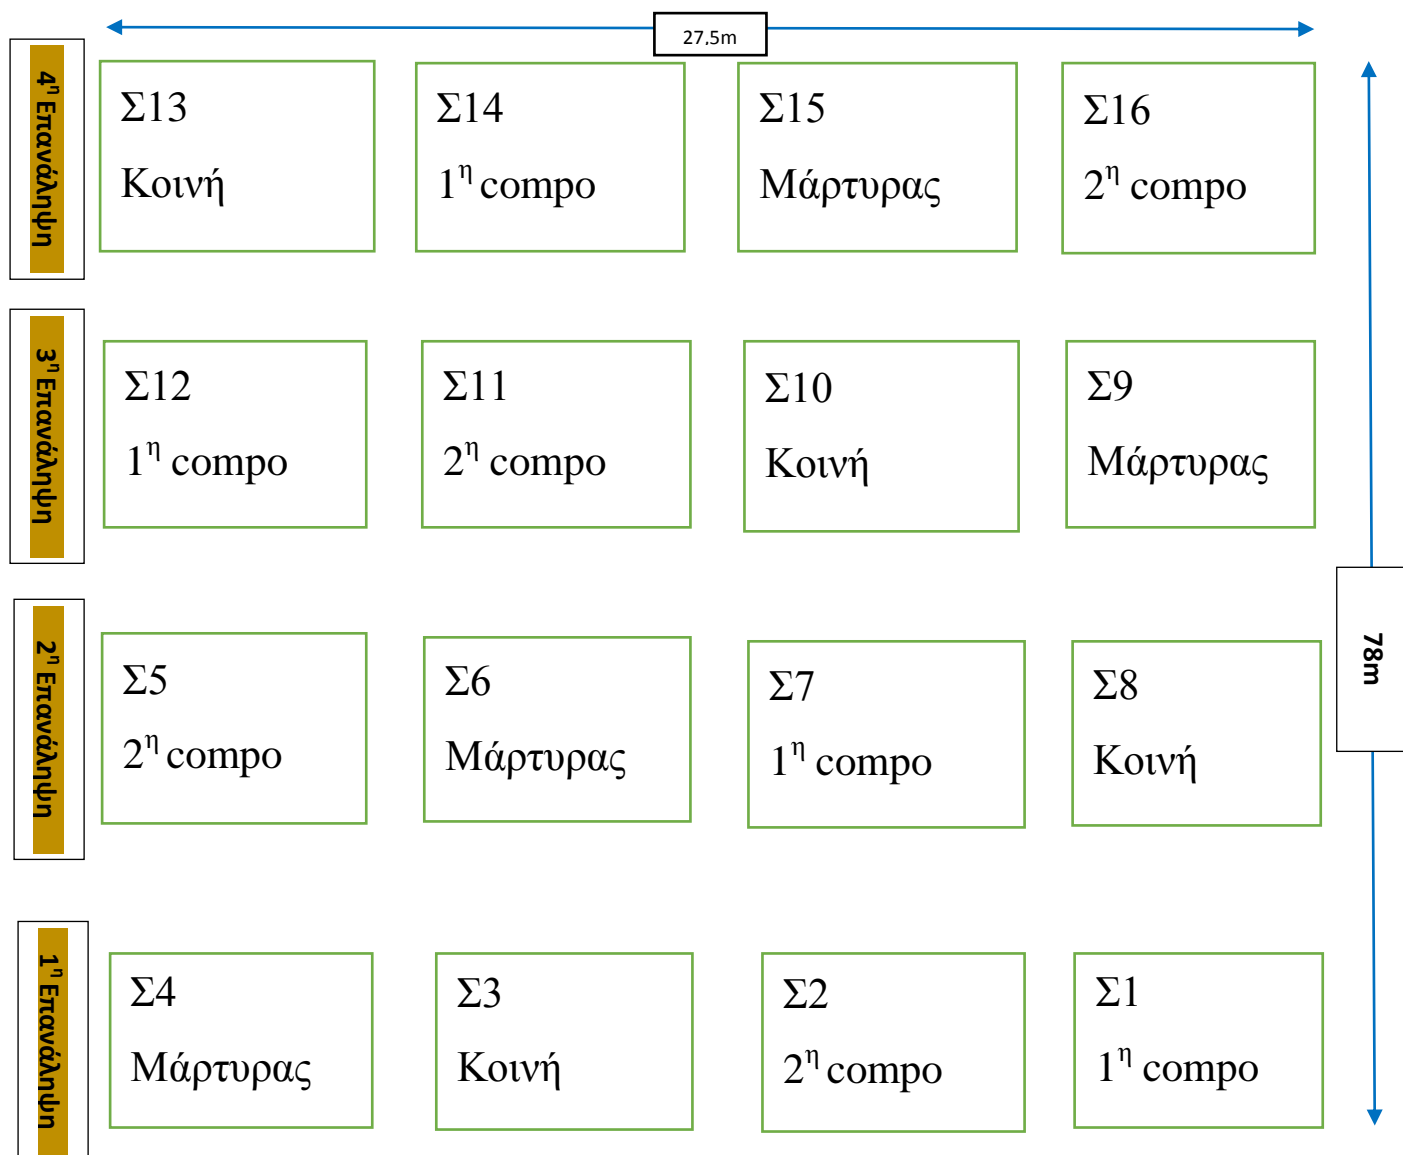 27,5m
4η Επανάληψη
Σ13
Κοινή
Σ14
1η compo
Σ15
Μάρτυρας
Σ16
2η compo
3η Επανάληψη
Σ12
1η compo
Σ11
2η compo
Σ10
Κοινή
Σ9
Μάρτυρας
78m
2η Επανάληψη
Σ5
2η compo
Σ6
Μάρτυρας
Σ7
1η compo
Σ8
Κοινή
1η Επανάληψη
Σ4
Μάρτυρας
Σ3
Κοινή
Σ2
2η compo
Σ1
1η compo